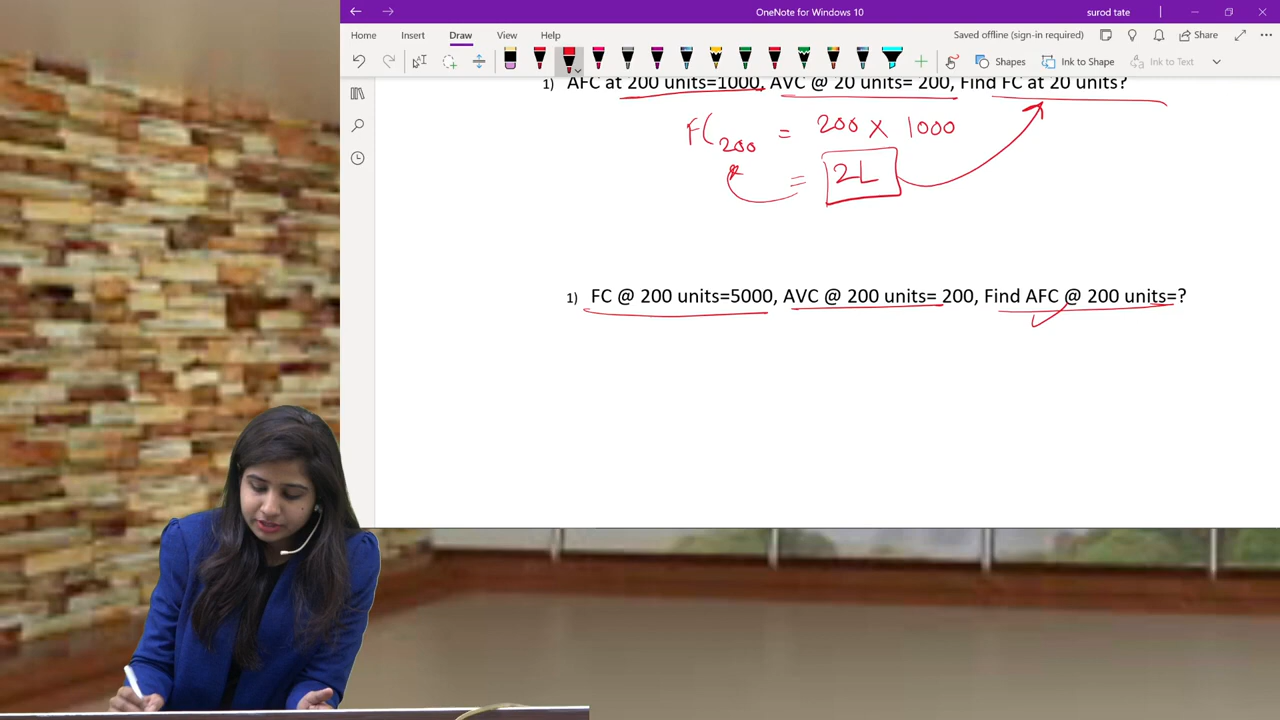 OneNote for Windows 10
surod tate
Home Insert Draw View Help
Saved offline (sign-in required)
Share
Shapes
Ink to Shape
Ink to Text
1) AFC at 200 units=1000, AVC @ 20 units= 200, Find FC at 20 units?
FC200 = 200 × 1000
= 2L
1) FC @ 200 units=5000, AVC @ 200 units= 200, Find AFC @ 200 units=?